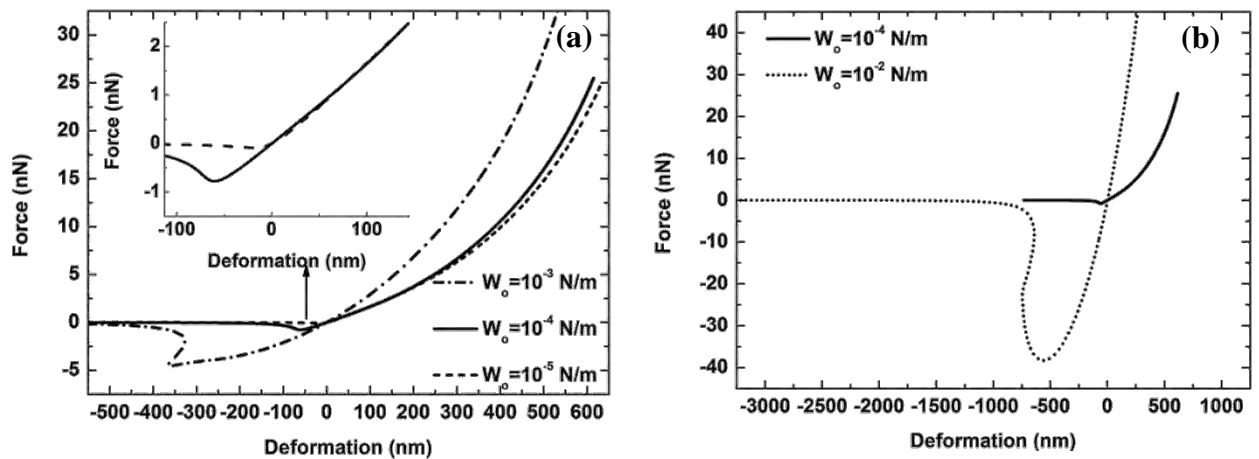 (a)
Force (nN)
30
25
20
15
10
5
0
-5
-500 -400 -300 -200 -100 0 100 200 300 400 500 600
Deformation (nm)
Force (nN)
2
1
0
-1
-100 0 100
Deformation (nm)
W_o=10^-3 N/m
W_o=10^-4 N/m
W_o=10^-5 N/m
(b)
Force (nN)
40
30
20
10
0
-10
-20
-30
-40
-3000 -2500 -2000 -1500 -1000 -500 0 500 1000
Deformation (nm)
W_o=10^-4 N/m
W_o=10^-2 N/m